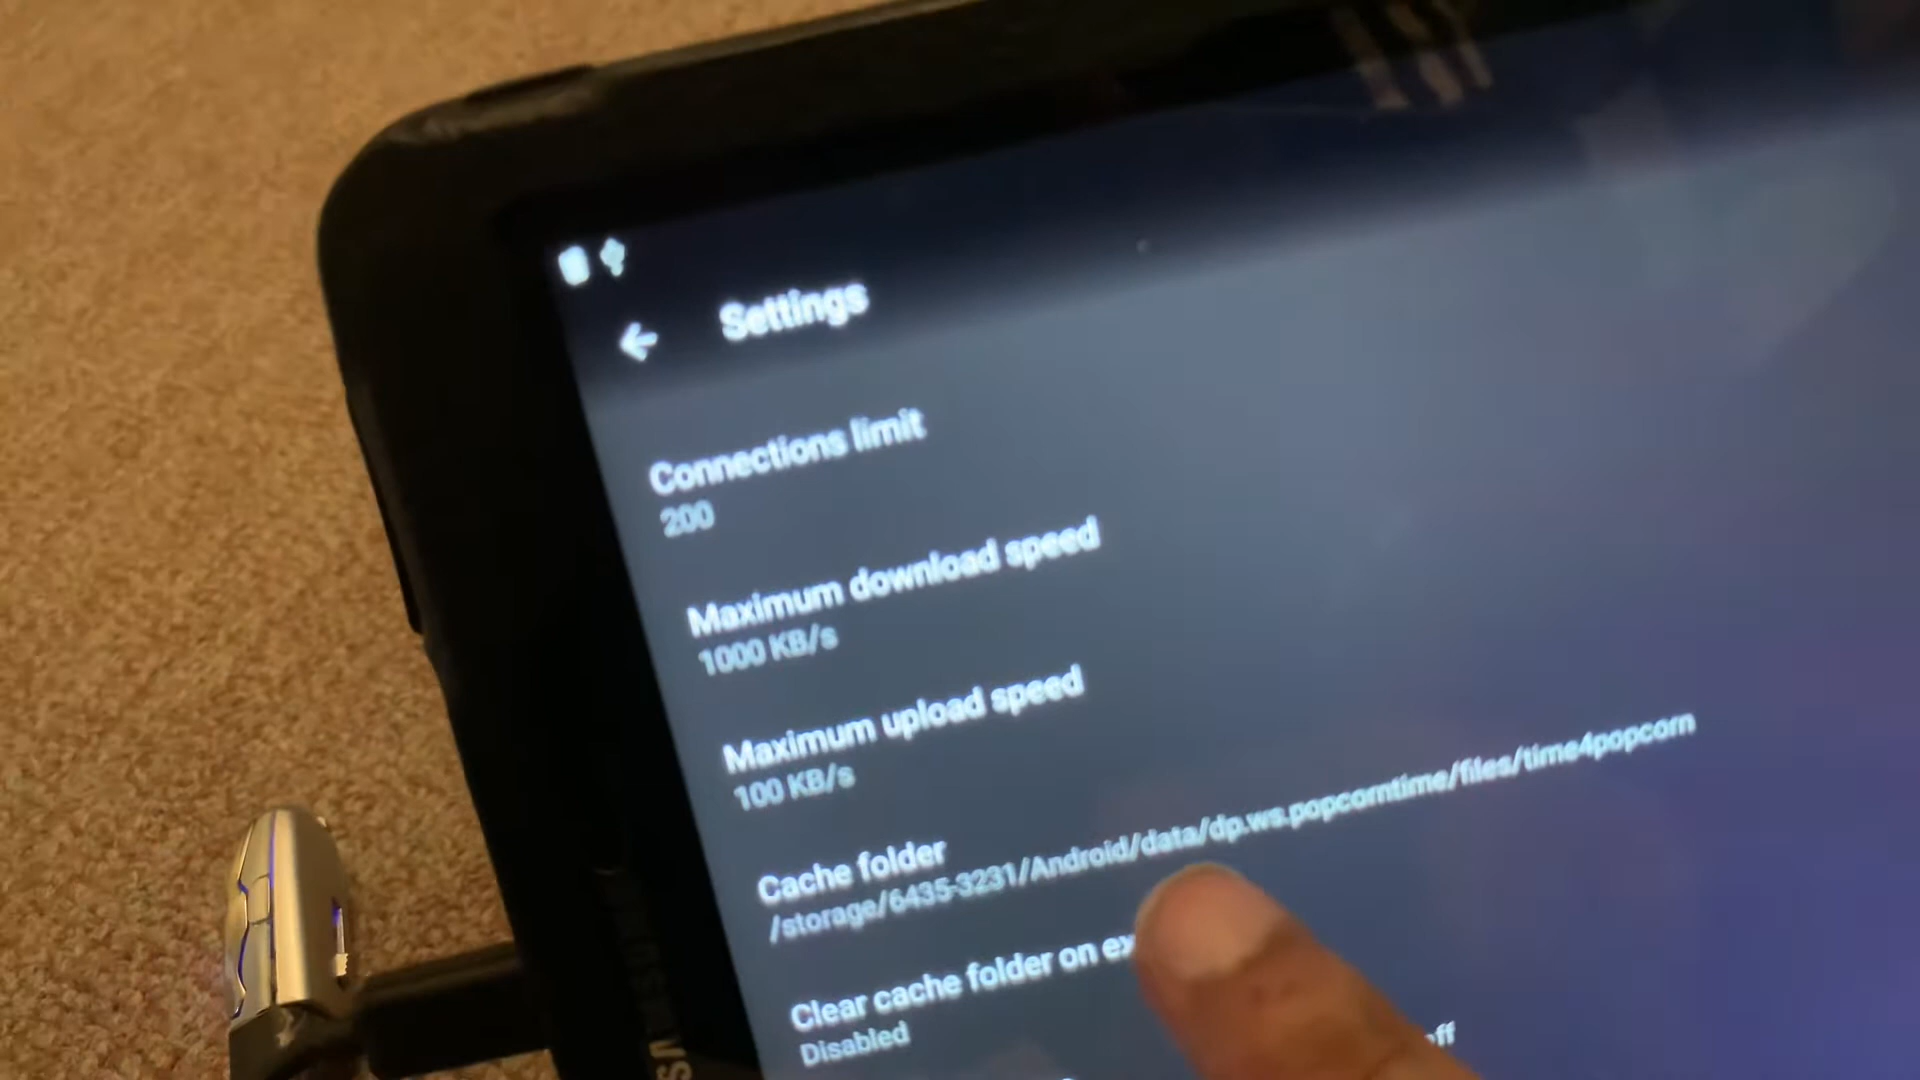 Settings
Connections limit
200
Maximum download speed
1000 KB/s
Maximum upload speed
100 KB/s
Cache folder
/storage/6435-3231/Android/data/dp.ws.popcorntime/files/time4popcorn
Clear cache folder on ex
Disabled
off